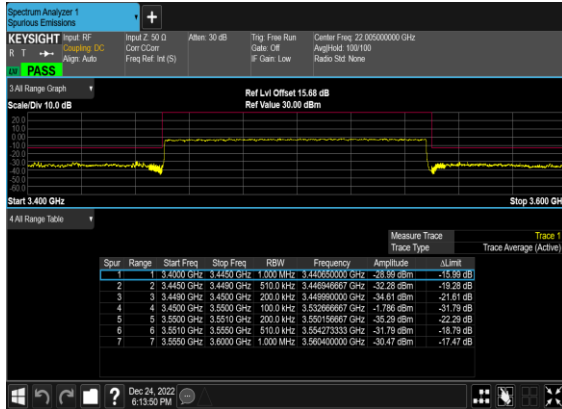 Spectrum Analyzer 1
Spurious Emissions
+
KEYSIGHT Input: RF Input Z: 50 Ω Atten: 30 dB Trig: Free Run Center Freq: 22.005000000 GHz
R T Coupling: DC Corr CCorr Gate: Off Avg|Hold: 100/100
Align: Auto Freq Ref: Int (S) IF Gain: Low Radio Std: None
PASS
3 All Range Graph
Ref Lvl Offset 15.68 dB
Scale/Div 10.0 dB Ref Value 30.00 dBm
20.0
10.0
0.00
-10.0
-20.0
-30.0
-40.0
-50.0
-60.0
Start 3.400 GHz Stop 3.600 GH
4 All Range Table
Measure Trace Trace 1
Trace Type Trace Average (Active)
Spur Range Start Freq Stop Freq RBW Frequency Amplitude ΔLimit
1 1 3.4000 GHz 3.4450 GHz 1.000 MHz 3.440650000 GHz -28.99 dBm -15.99 dB
2 2 3.4450 GHz 3.4490 GHz 510.0 kHz 3.446946667 GHz -32.28 dBm -19.28 dB
3 3 3.4490 GHz 3.4500 GHz 200.0 kHz 3.449990000 GHz -34.61 dBm -21.61 dB
4 4 3.4500 GHz 3.5500 GHz 100.0 kHz 3.532666667 GHz -1.786 dBm -31.79 dB
5 5 3.5500 GHz 3.5510 GHz 200.0 kHz 3.550156667 GHz -35.29 dBm -22.29 dB
6 6 3.5510 GHz 3.5550 GHz 510.0 kHz 3.554273333 GHz -31.79 dBm -18.79 dB
7 7 3.5550 GHz 3.6000 GHz 1.000 MHz 3.560400000 GHz -30.47 dBm -17.47 dB
?
Dec 24, 2022
6:13:50 PM